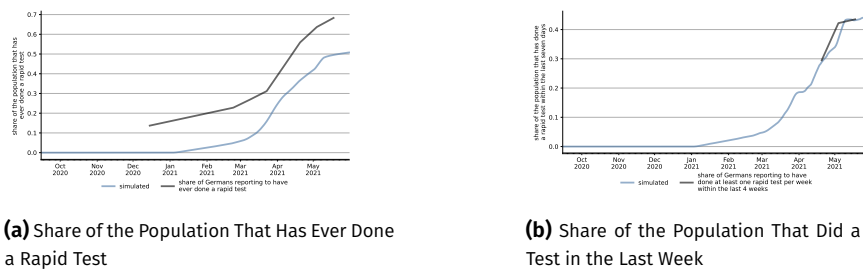 share of the population that has
ever done a rapid test
0.7
0.6
0.5
0.4
0.3
0.2
0.1
0.0
Oct
2020
Nov
2020
Dec
2020
Jan
2021
Feb
2021
Mar
2021
Apr
2021
May
2021
simulated
share of Germans reporting to have
ever done a rapid test
(a) Share of the Population That Has Ever Done
a Rapid Test
share of the population that has done
a rapid test within the last seven days
0.4
0.3
0.2
0.1
0.0
Oct
2020
Nov
2020
Dec
2020
Jan
2021
Feb
2021
Mar
2021
Apr
2021
May
2021
simulated
share of Germans reporting to have
done at least one rapid test per week
within the last 4 weeks
(b) Share of the Population That Did a
Test in the Last Week